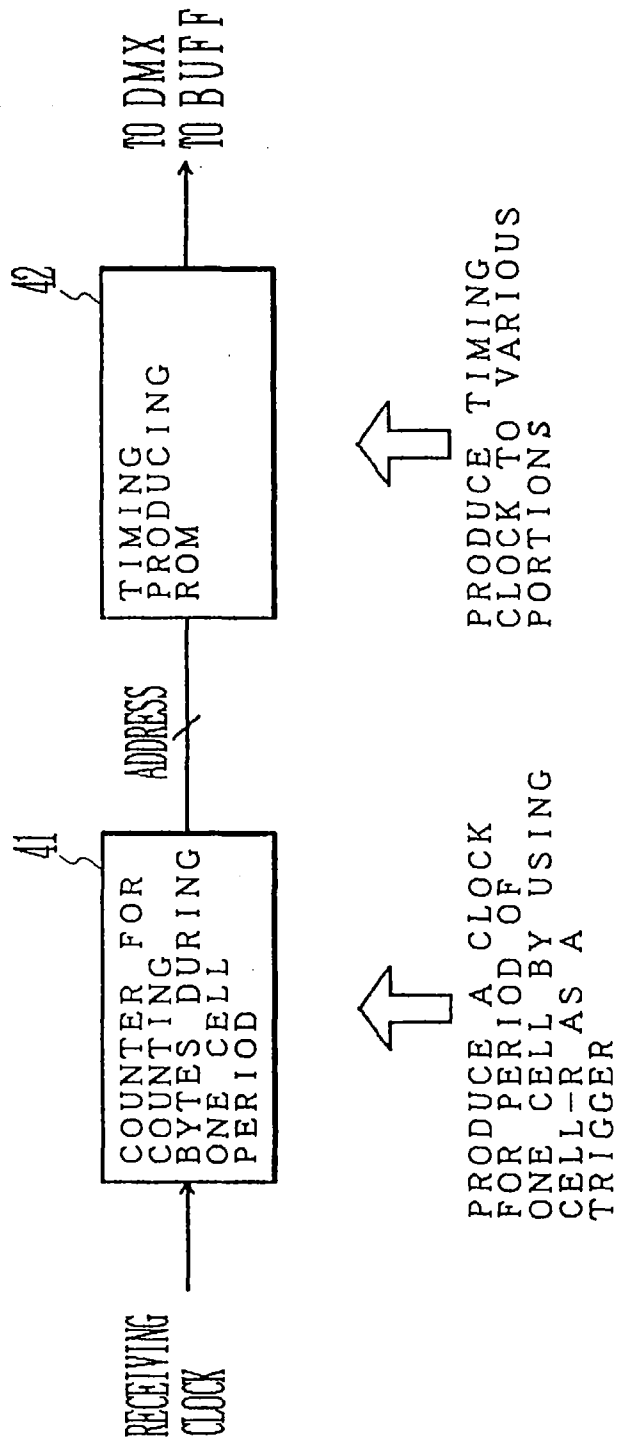 RECEIVING
CLOCK
41
COUNTER FOR
COUNTING
BYTES DURING
ONE CELL
PERIOD
ADDRESS
42
TIMING
PRODUCING
ROM
TO DMX
TO BUFF
PRODUCE A CLOCK
FOR PERIOD OF
ONE CELL BY USING
CELL-R AS A
TRIGGER
PRODUCE TIMING
CLOCK TO VARIOUS
PORTIONS